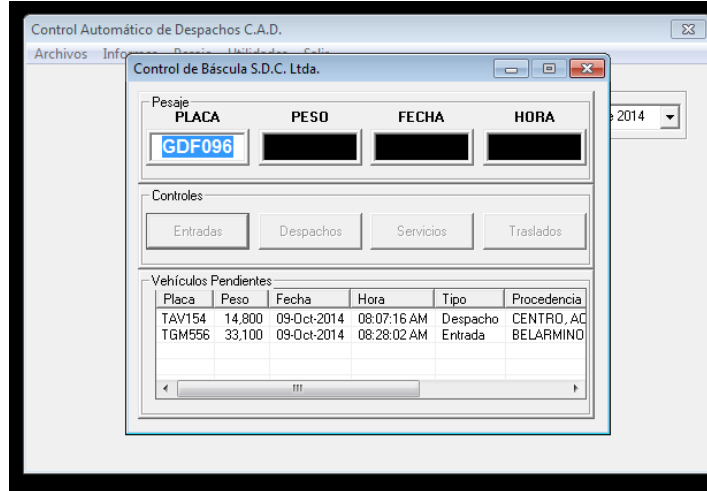 Control Automático de Despachos C.A.D.
Archivos Salir
Control de Báscula S.D.C. Ltda.
2014
Pesaje
PLACA PESO FECHA HORA
GDF096
Controles
Entradas Despachos Servicios Traslados
Vehículos Pendientes
Placa Peso Fecha Hora Tipo Procedencia
TAV154 14,800 09-Oct-2014 08:07:16 AM Despacho CENTRO, AC
TGM556 33,100 09-Oct-2014 08:28:02 AM Entrada BELARMINO